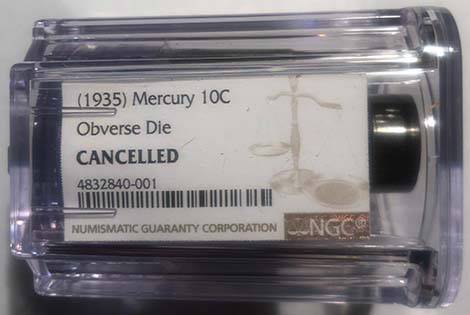 (1935) Mercury 10C
Obverse Die
CANCELLED
4832840-001
NUMISMATIC GUARANTY CORPORATION
NGC®